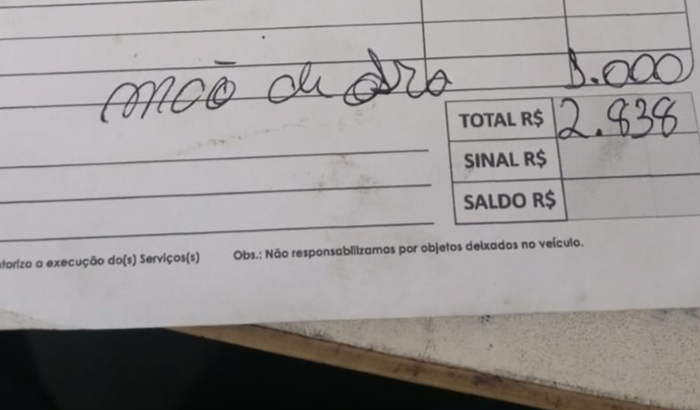 mão de obra 1.000
TOTAL R$ 2.838
SINAL R$
SALDO R$
torizo a execução do(s) Serviços(s) Obs.: Não responsabilizamos por objetos deixados no veículo.